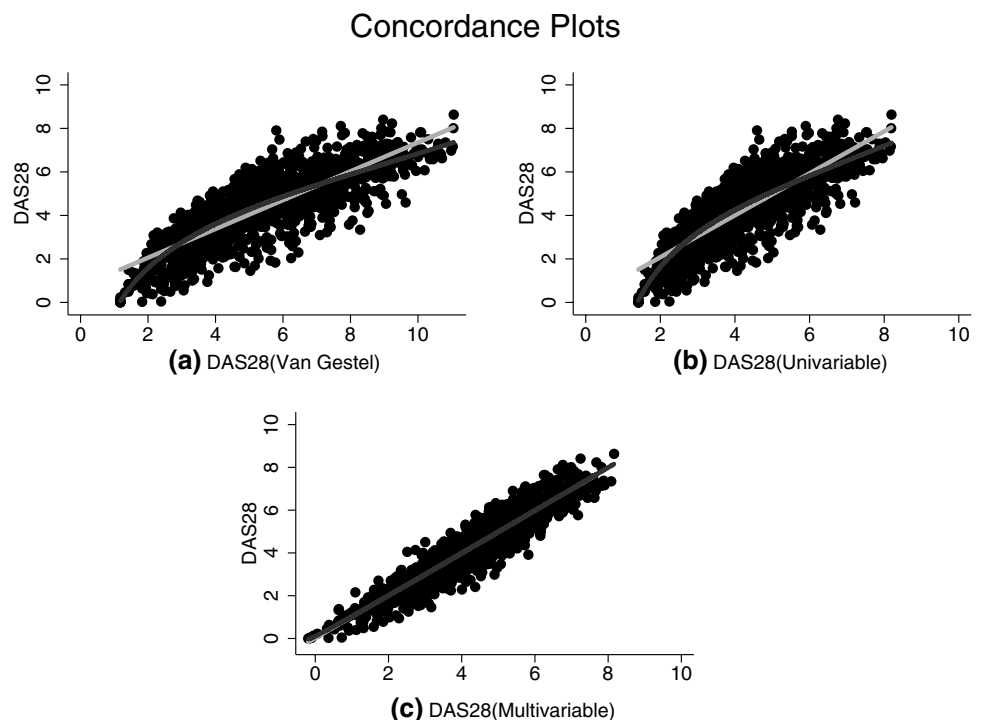 Concordance Plots
DAS28
10
8
6
4
2
0
0 2 4 6 8 10
(a) DAS28(Van Gestel)
DAS28
10
8
6
4
2
0
0 2 4 6 8 10
(b) DAS28(Univariable)
DAS28
10
8
6
4
2
0
0 2 4 6 8 10
(c) DAS28(Multivariable)